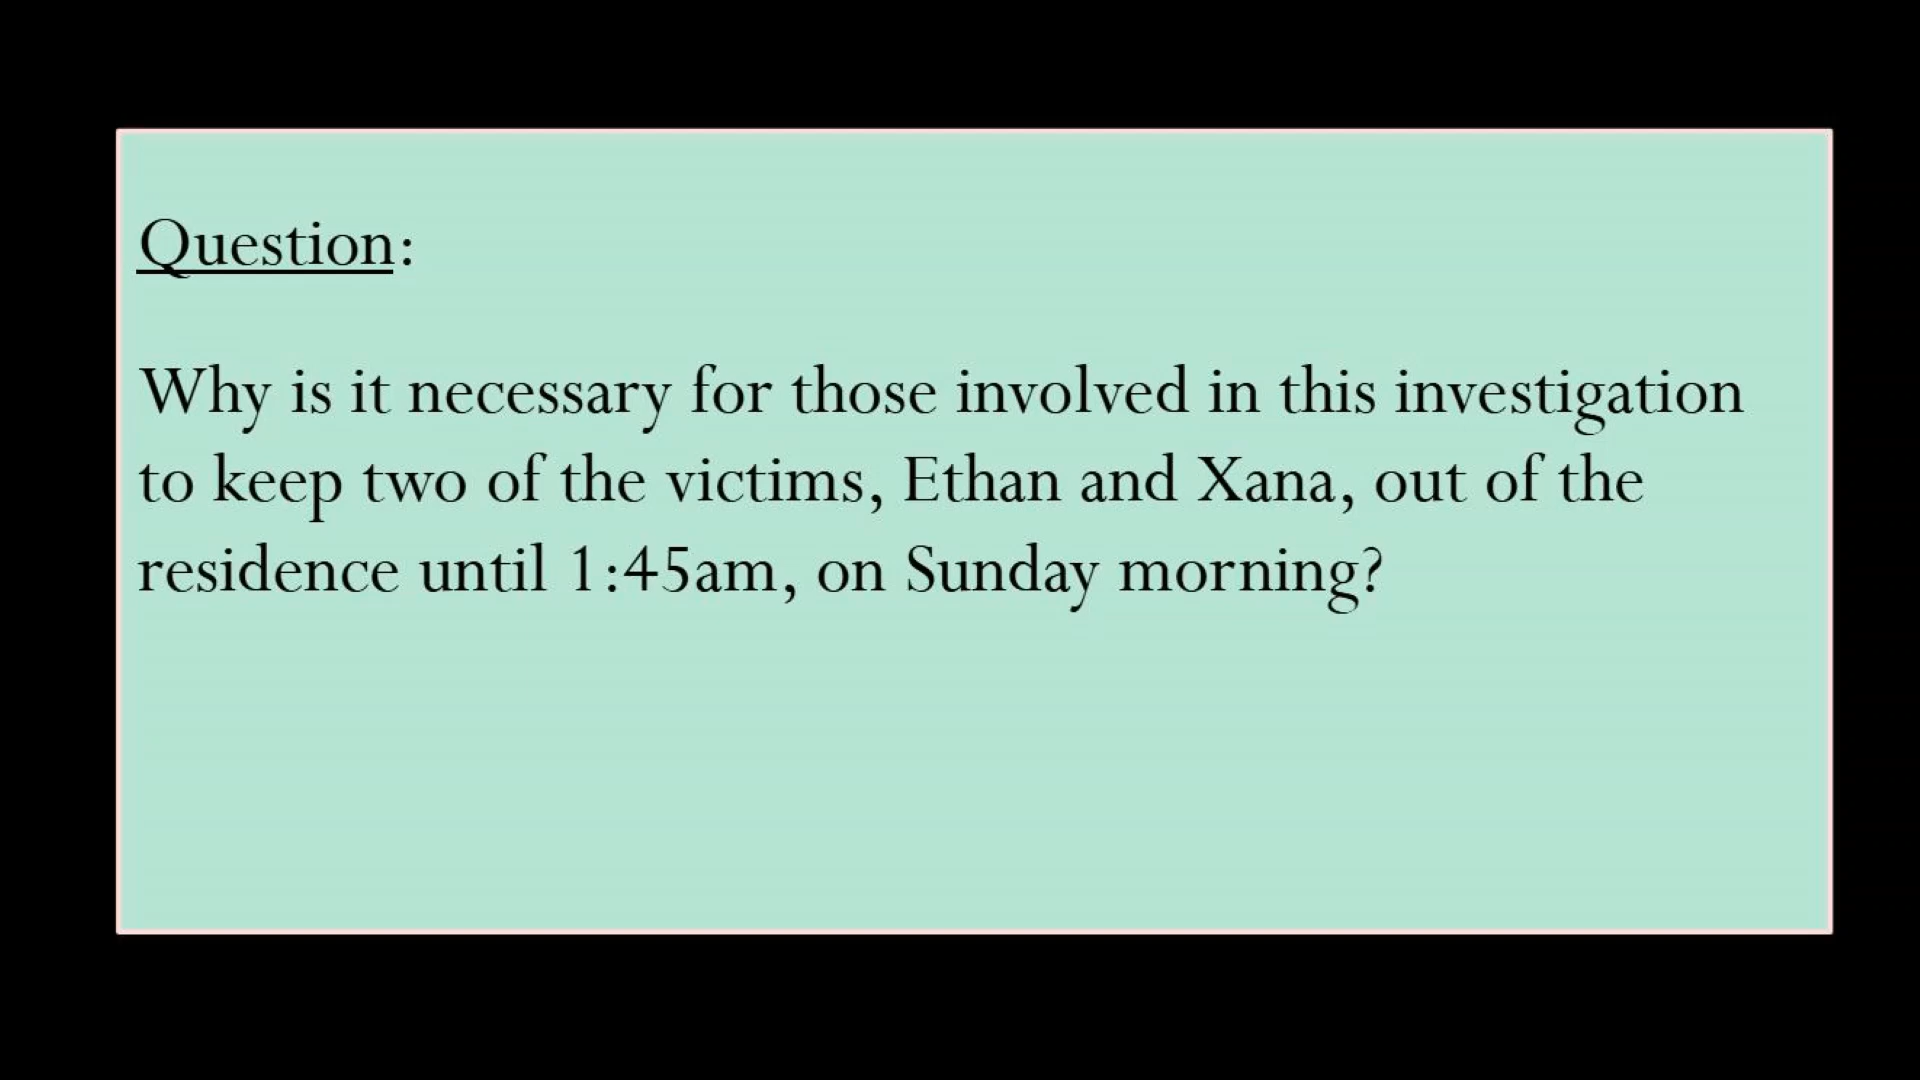 Question:
Why is it necessary for those involved in this investigation
to keep two of the victims, Ethan and Xana, out of the
residence until 1:45am, on Sunday morning?